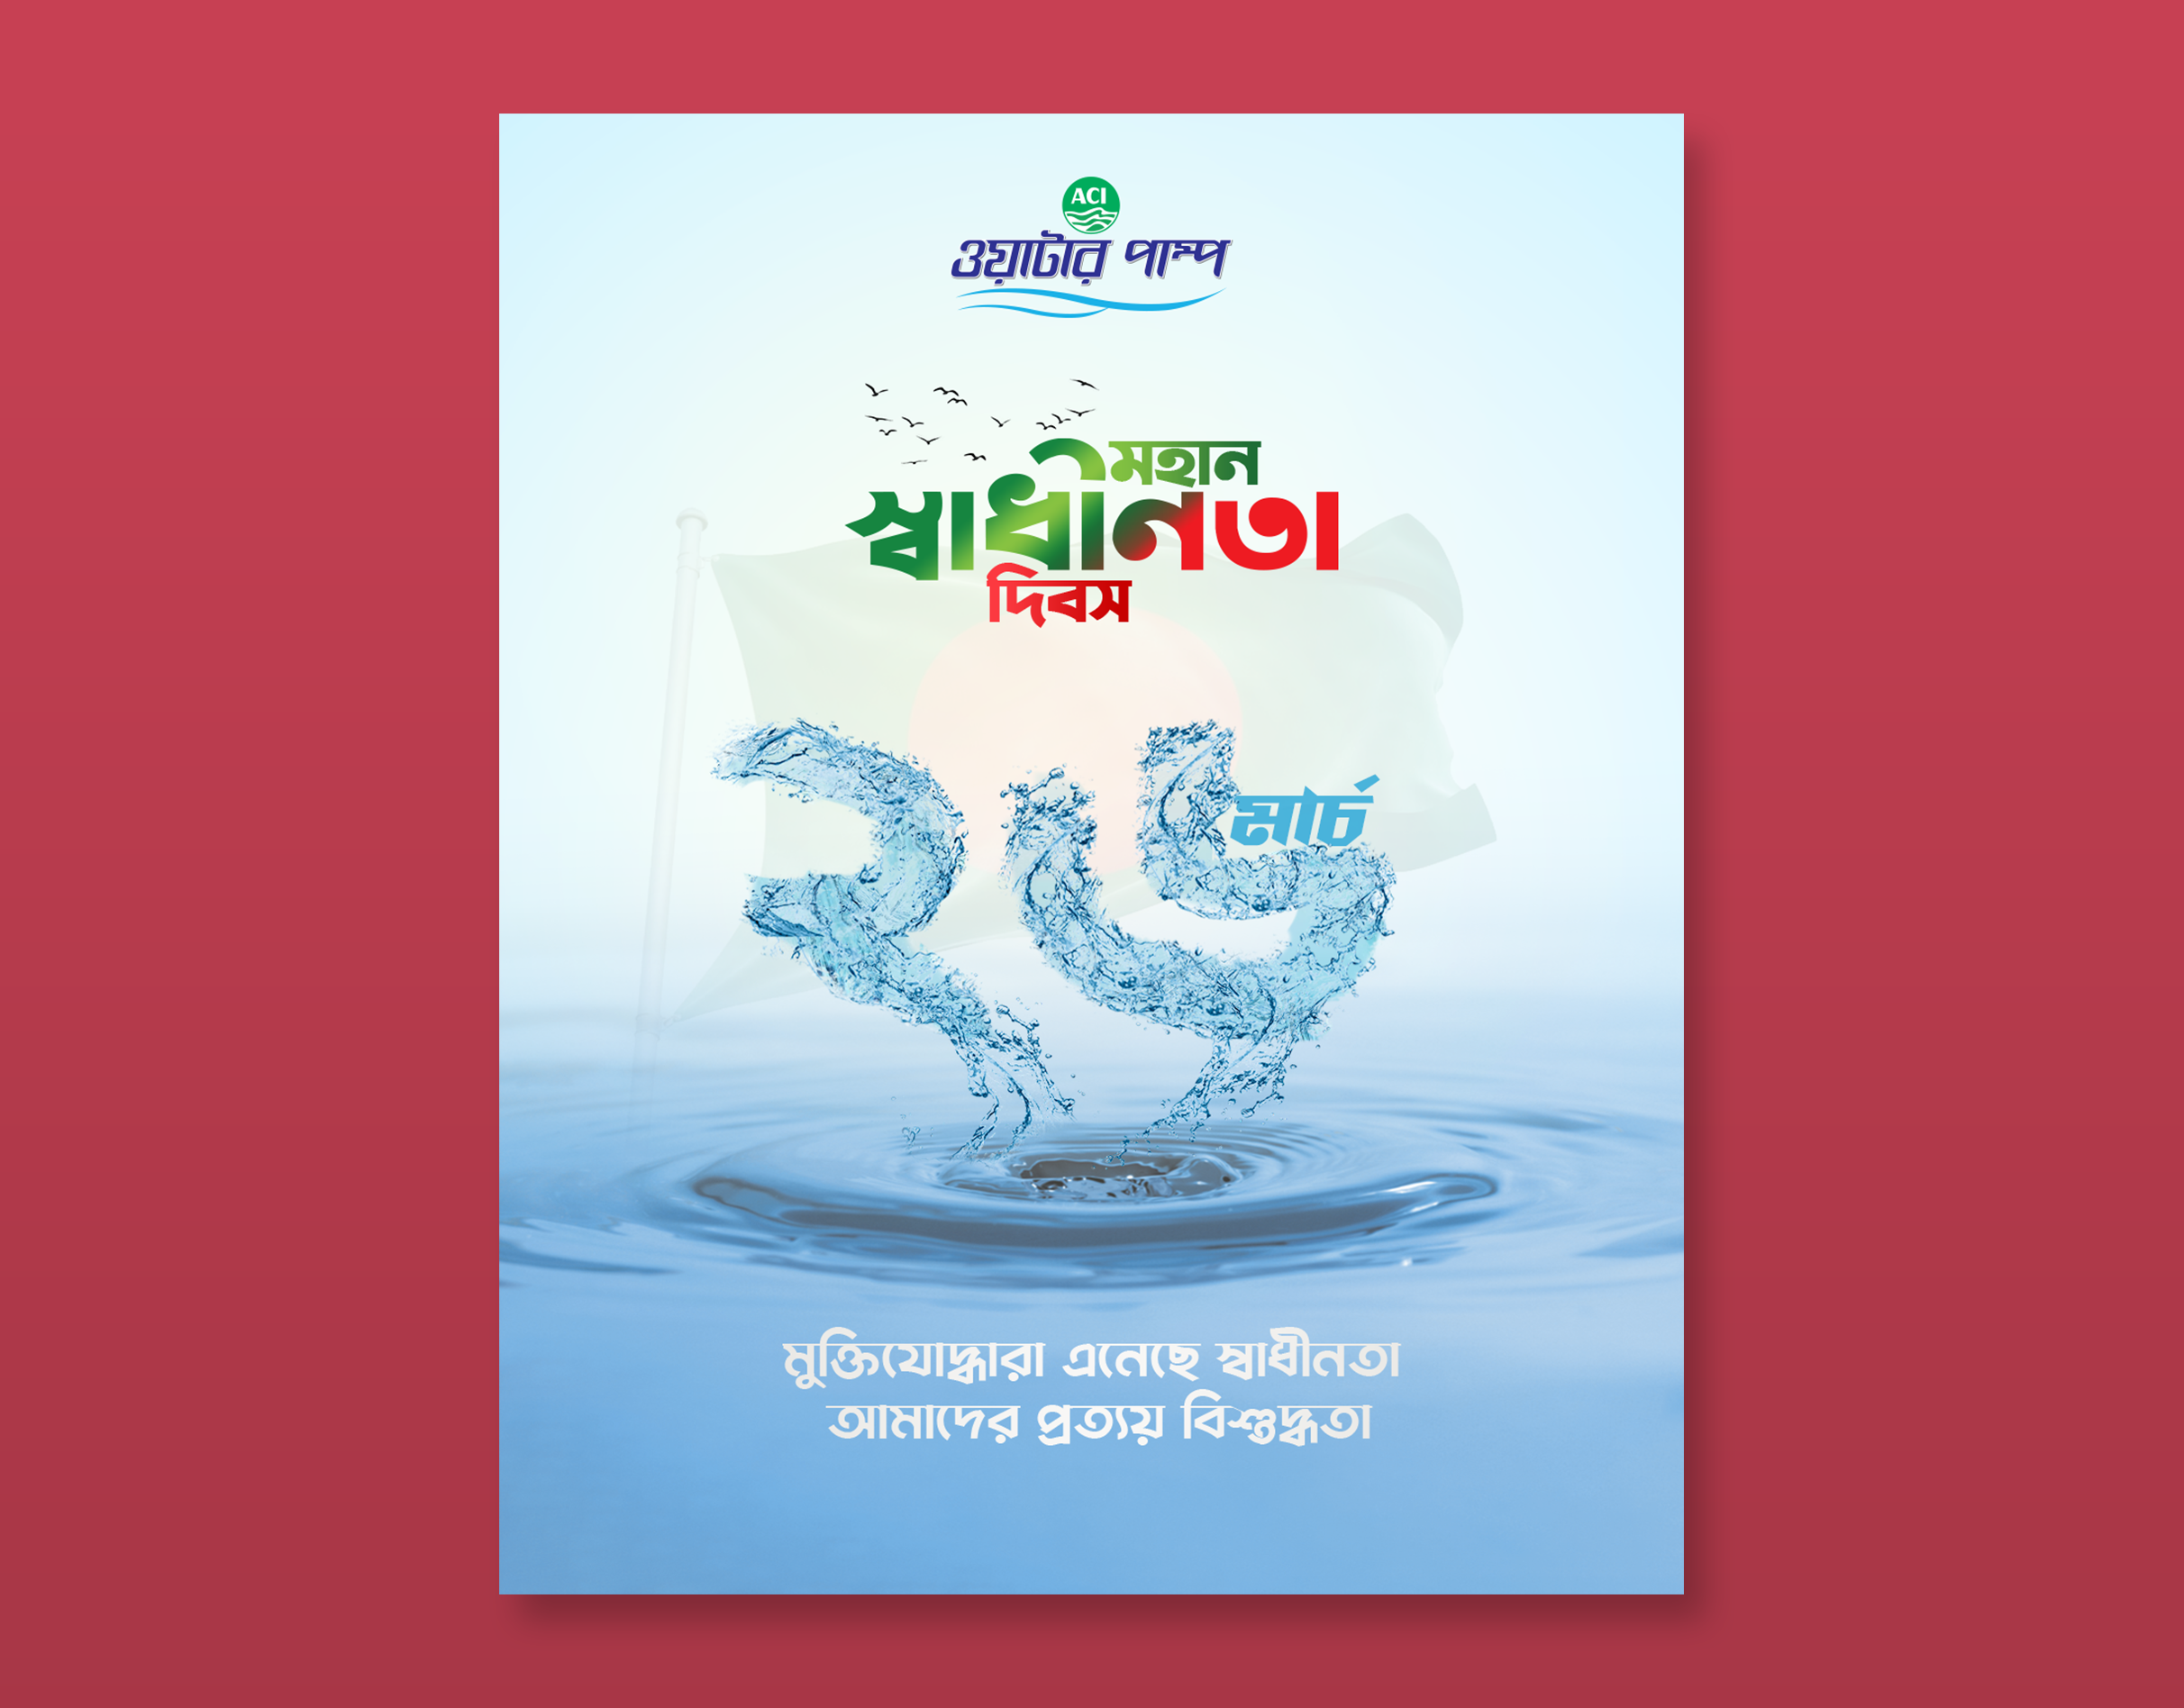 ACI
ওয়াটার পাম্প
মহান
স্বাধীনতা
দিবস
২৬
মার্চ
মুক্তিযোদ্ধারা এনেছে স্বাধীনতা
আমাদের প্রত্যয় বিশুদ্ধতা